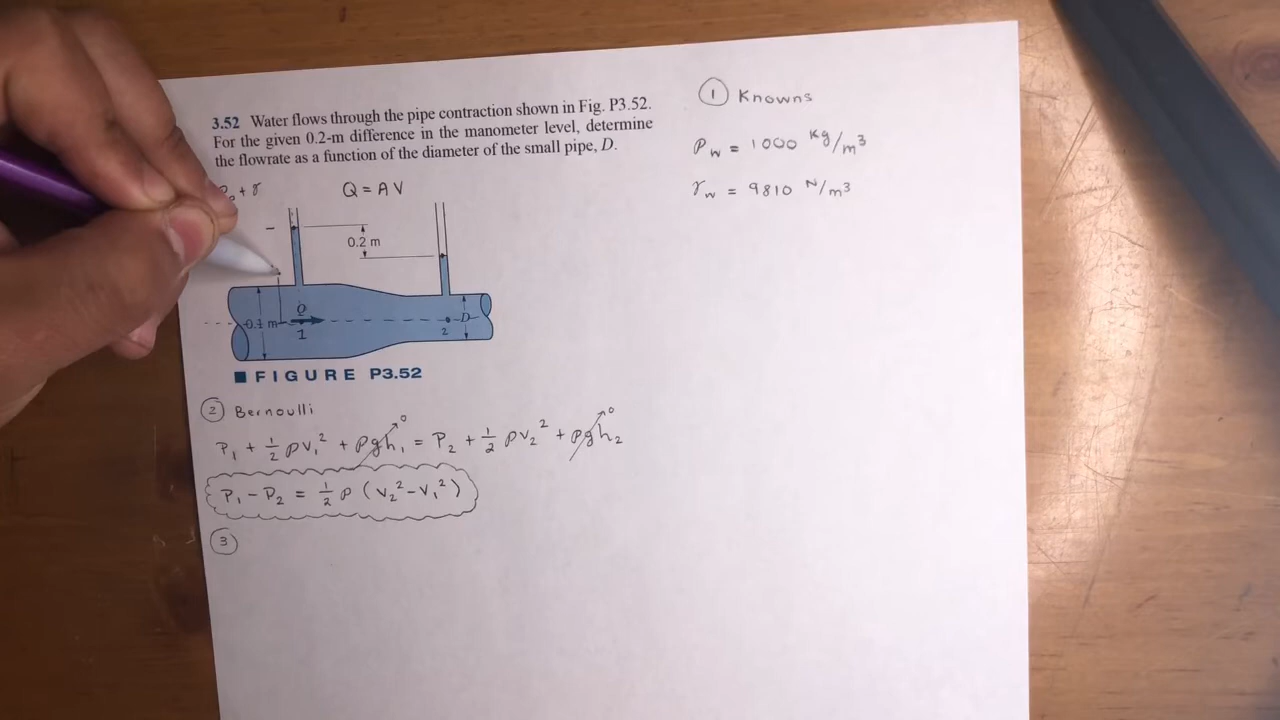 3.52 Water flows through the pipe contraction shown in Fig. P3.52.
For the given 0.2-m difference in the manometer level, determine
the flowrate as a function of the diameter of the small pipe, D.
+ γ
Q = A V
0.2 m
0.1 m
Q
1
2
D
FIGURE P3.52
① Knowns
ρw = 1000 kg/m³
γw = 9810 N/m³
② Bernoulli
P₁ + ½ ρv₁² + ρgh₁ = P₂ + ½ ρv₂² + ρgh₂
0
0
P₁ - P₂ = ½ ρ (v₂² - v₁²)
③